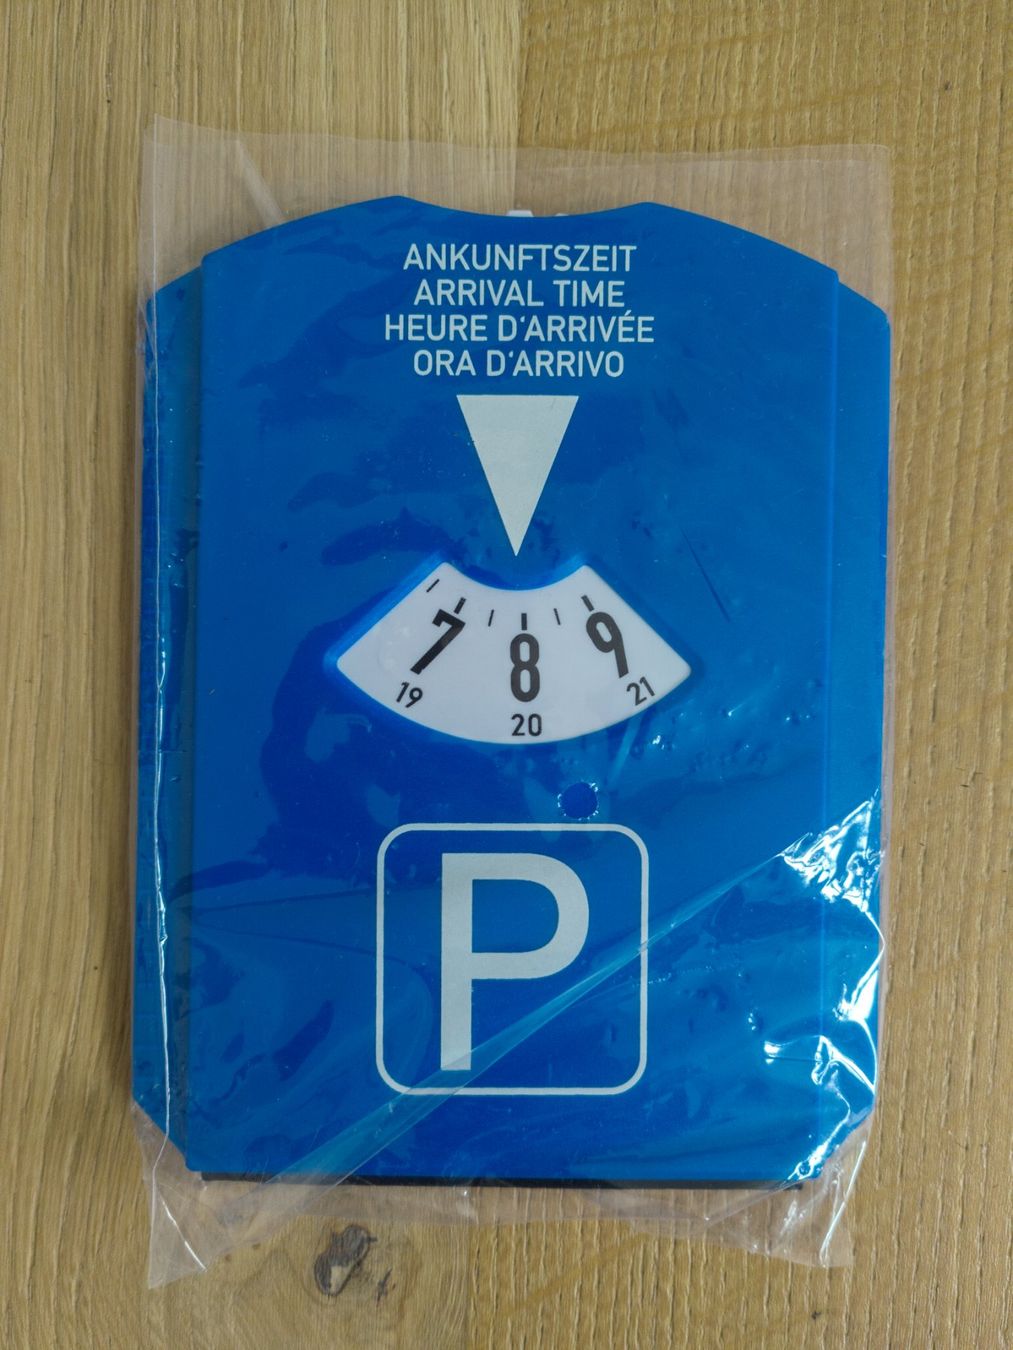 ANKUNFTSZEIT
ARRIVAL TIME
HEURE D'ARRIVÉE
ORA D'ARRIVO
7 8 9
19 20 21
P